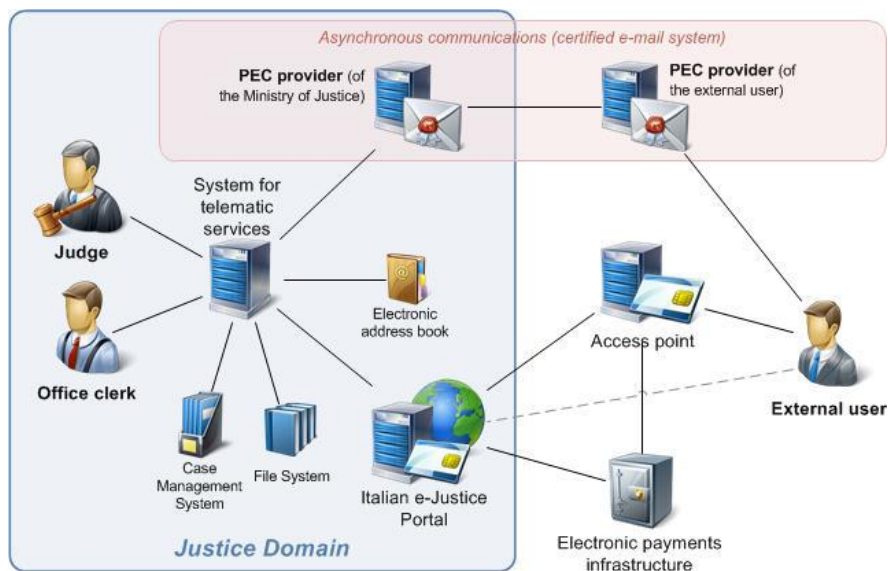 Asynchronous communications (certified e-mail system)
PEC provider (of
the Ministry of Justice)
PEC provider (of
the external user)
System for
telematic
services
Judge
Electronic
address book
Access point
Office clerk
External user
Case
Management
System
File System
Italian e-Justice
Portal
Justice Domain
Electronic payments
infrastructure